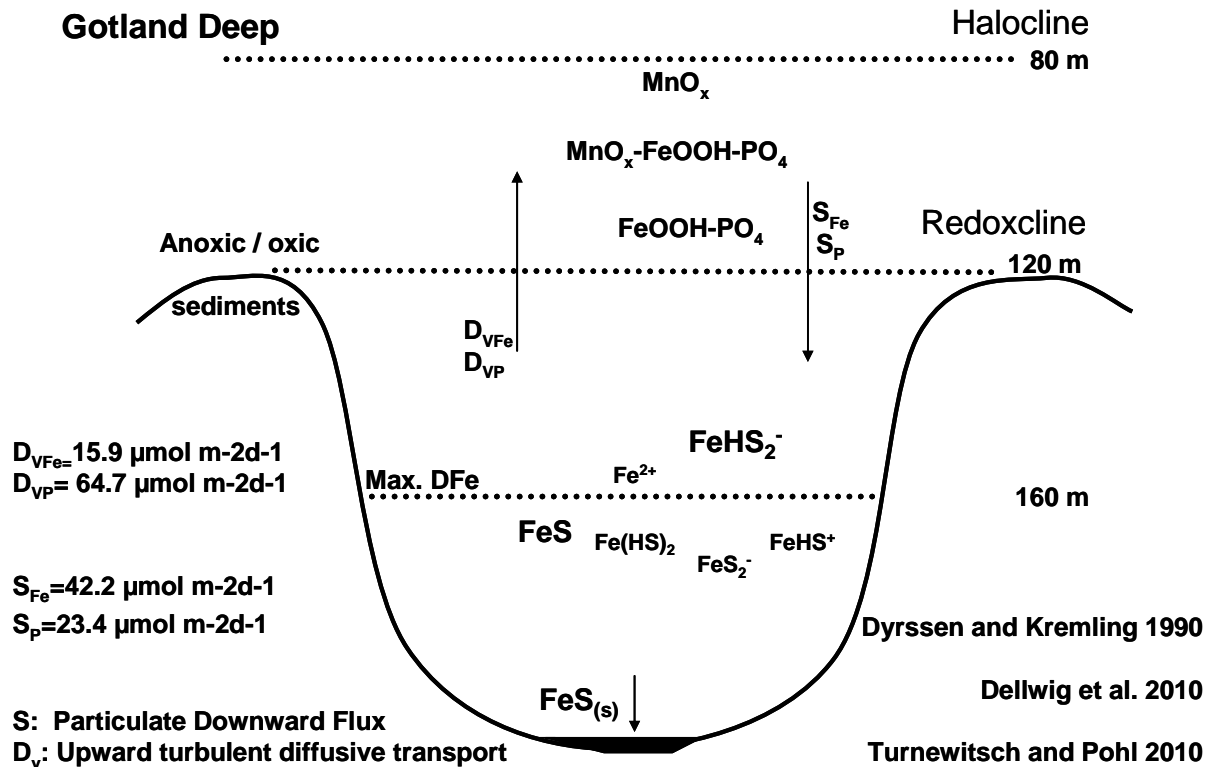 Gotland Deep
Halocline
80 m
MnOx
MnOx-FeOOH-PO4
FeOOH-PO4
SFe
SP
Redoxcline
Anoxic / oxic
120 m
sediments
DVFe
DVP
FeHS2-
DVFe=15.9 µmol m-2d-1
DVP= 64.7 µmol m-2d-1
Max. DFe
Fe2+
160 m
FeS
Fe(HS)2
FeS2-
FeHS+
SFe=42.2 µmol m-2d-1
SP=23.4 µmol m-2d-1
Dyrssen and Kremling 1990
Dellwig et al. 2010
FeS(s)
S: Particulate Downward Flux
Dv: Upward turbulent diffusive transport
Turnewitsch and Pohl 2010